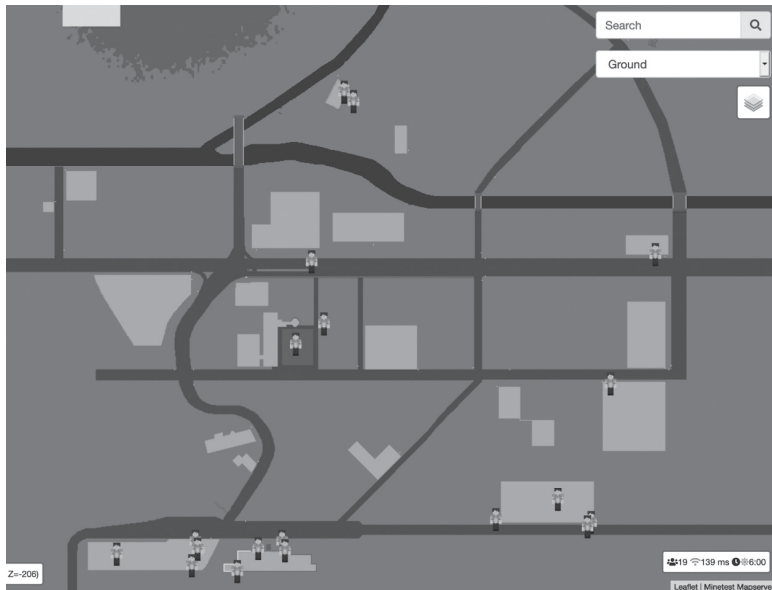 Search
Ground
Z=-206)
19 139 ms 6:00
Leaflet | Minetest Mapserve